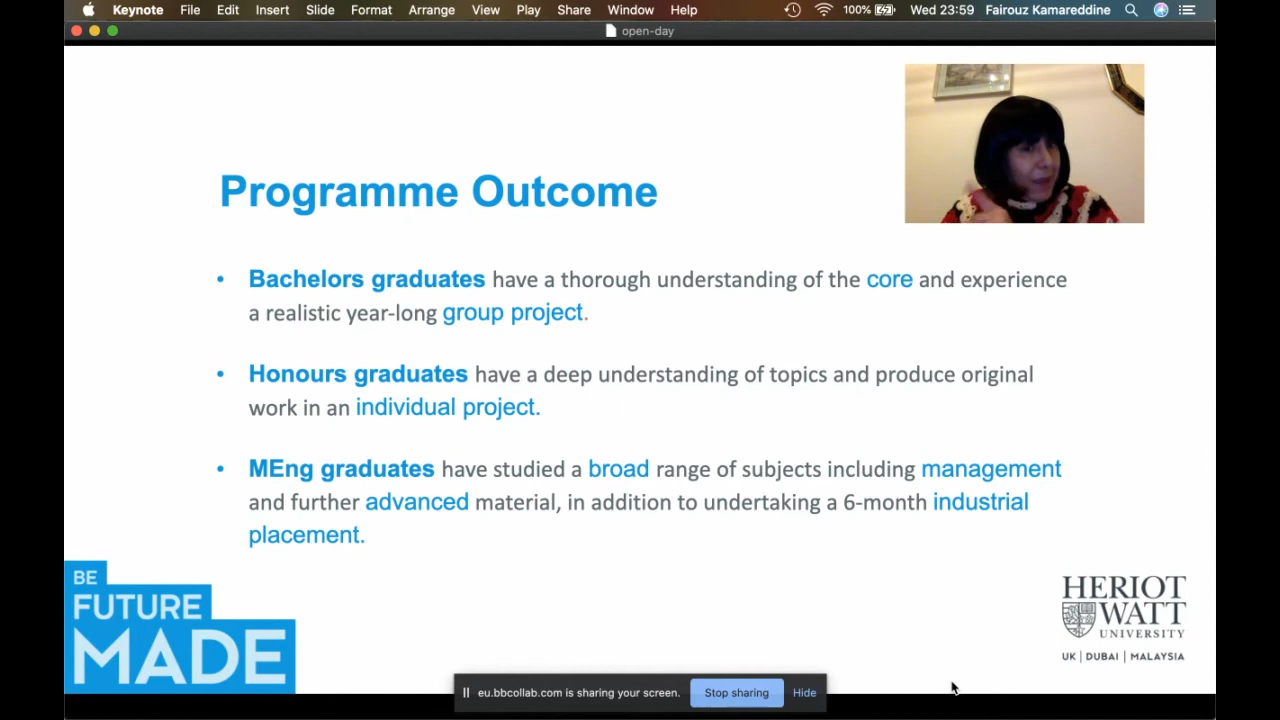 Keynote File Edit Insert Slide Format Arrange View Play Share Window Help 100% Wed 23:59 Fairouz Kamareddine
open-day
Programme Outcome
• Bachelors graduates have a thorough understanding of the core and experience
a realistic year-long group project.
• Honours graduates have a deep understanding of topics and produce original
work in an individual project.
• MEng graduates have studied a broad range of subjects including management
and further advanced material, in addition to undertaking a 6-month industrial
placement.
BE
FUTURE
MADE
HERIOT
WATT
UNIVERSITY
UK | DUBAI | MALAYSIA
eu.bbcollab.com is sharing your screen. Stop sharing Hide